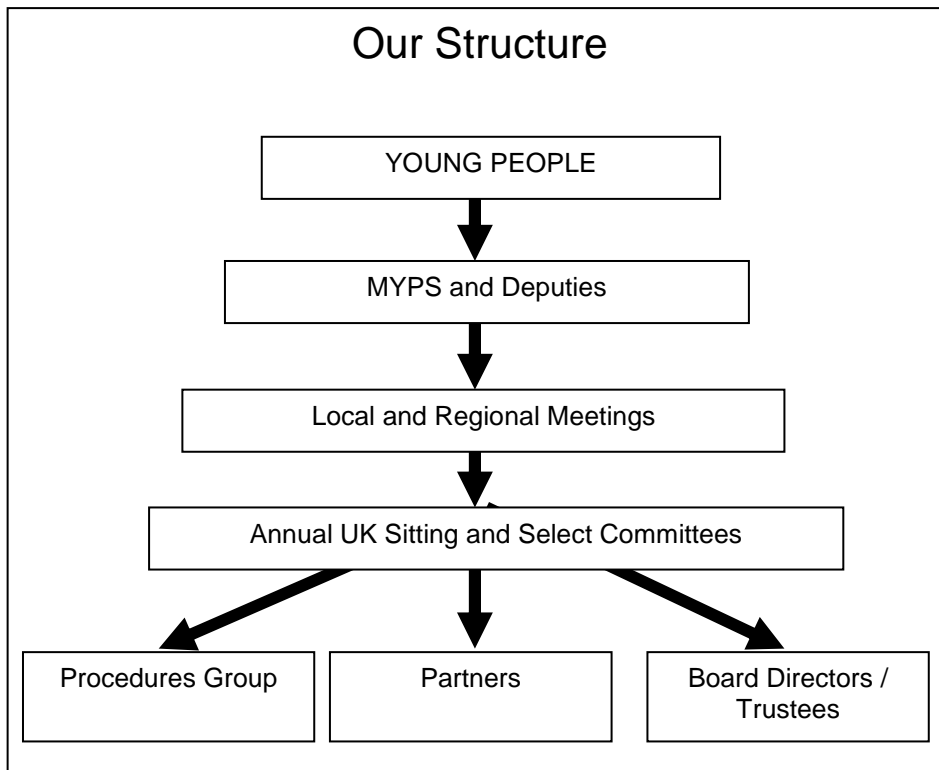 Our Structure
YOUNG PEOPLE
MYPS and Deputies
Local and Regional Meetings
Annual UK Sitting and Select Committees
Procedures Group
Partners
Board Directors /
Trustees